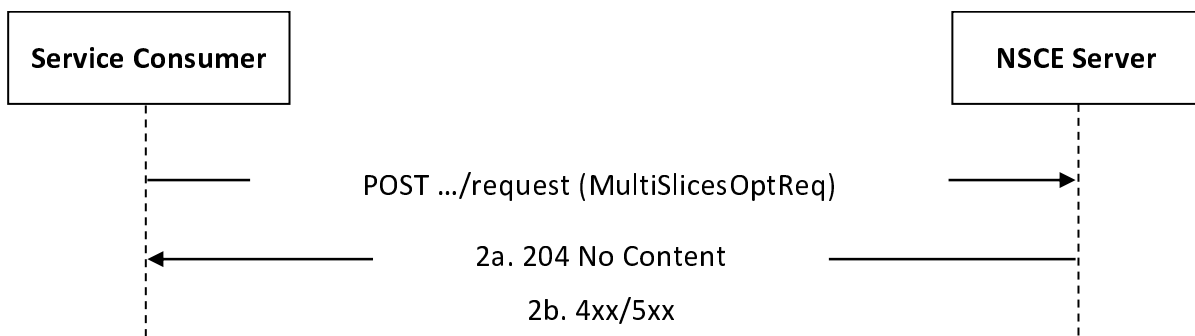 Service Consumer
NSCE Server
POST .../request (MultiSlicesOptReq)
2a. 204 No Content
2b. 4xx/5xx